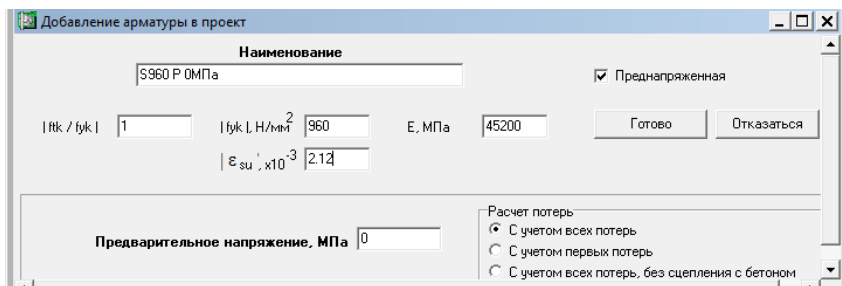 Добавление арматуры в проект
Наименование
S960 P 0МПа
Преднапряженная
| ftk / fyk | 1 | fyk |, Н/мм2 960 E, МПа 45200 Готово Отказаться
| ε su ', x10-3 2.12
Расчет потерь
С учетом всех потерь
Предварительное напряжение, МПа 0
С учетом первых потерь
С учетом всех потерь, без сцепления с бетоном